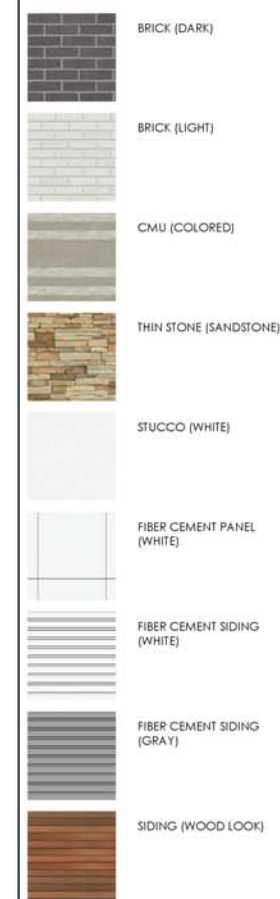 BRICK (DARK)
BRICK (LIGHT)
CMU (COLORED)
THIN STONE (SANDSTONE)
STUCCO (WHITE)
FIBER CEMENT PANEL
(WHITE)
FIBER CEMENT SIDING
(WHITE)
FIBER CEMENT SIDING
(GRAY)
SIDING (WOOD LOOK)